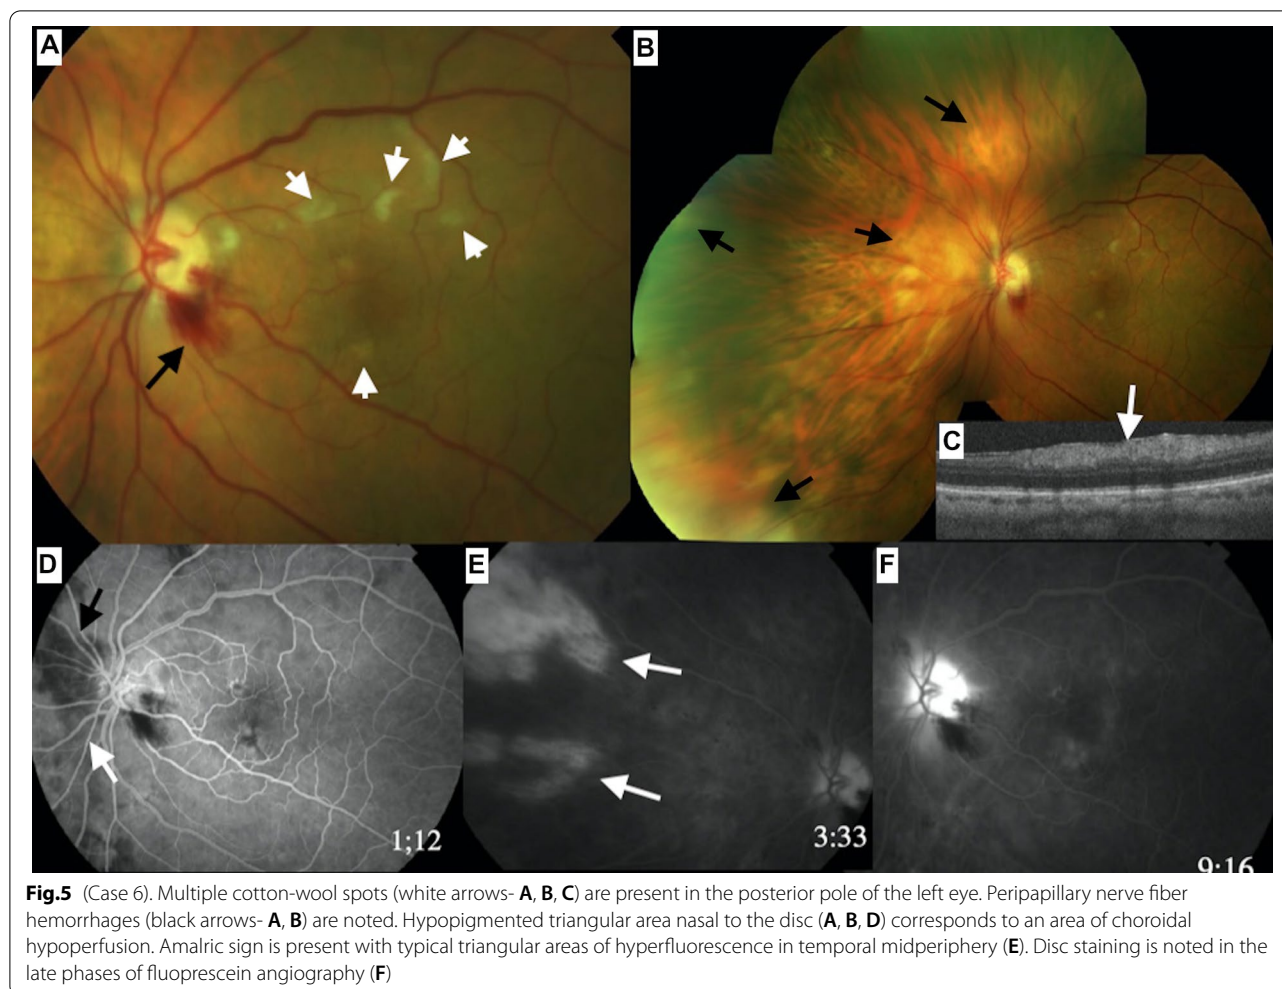 A
B
C
D
E
F
1;12
3:33
9:16
Fig.5 (Case 6). Multiple cotton-wool spots (white arrows- A, B, C) are present in the posterior pole of the left eye. Peripapillary nerve fiber
hemorrhages (black arrows- A, B) are noted. Hypopigmented triangular area nasal to the disc (A, B, D) corresponds to an area of choroidal
hypoperfusion. Amalric sign is present with typical triangular areas of hyperfluorescence in temporal midperiphery (E). Disc staining is noted in the
late phases of fluoprescein angiography (F)